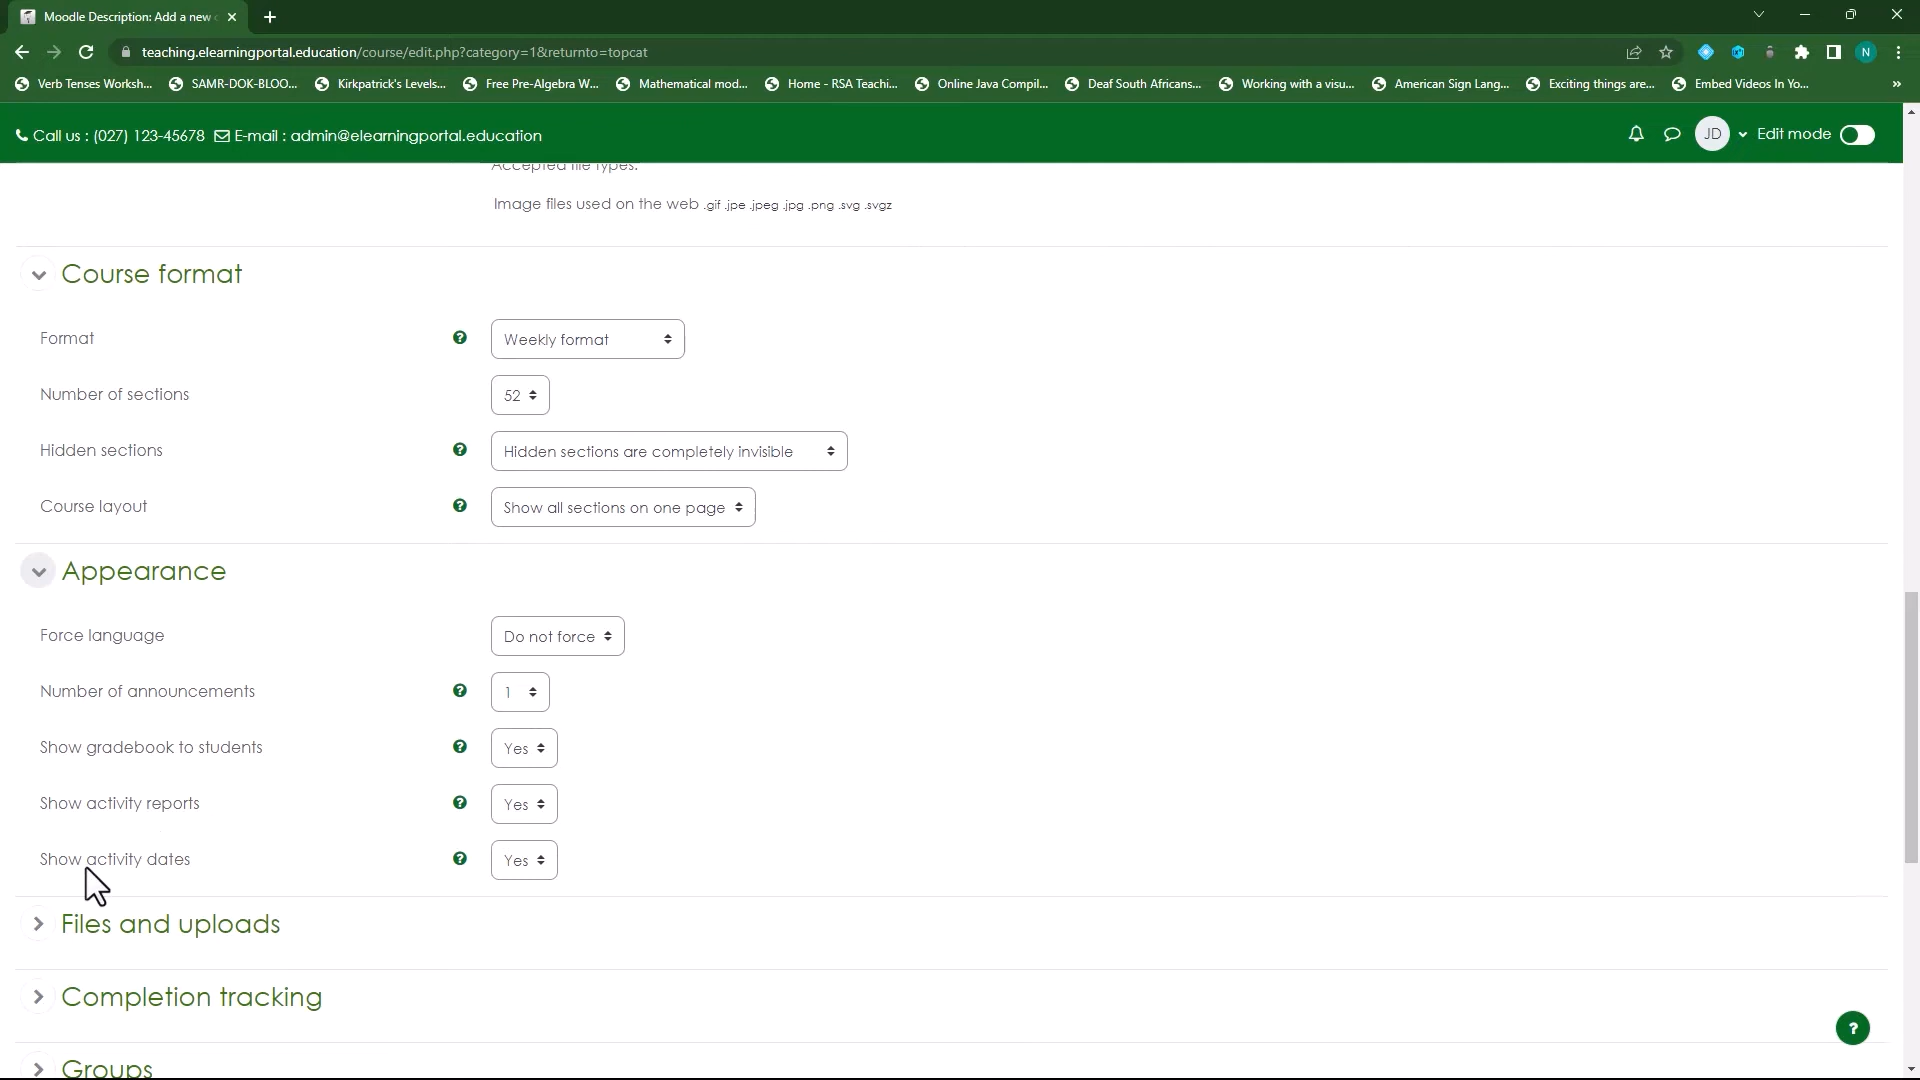 Moodle Description: Add a new c
teaching.elearningportal.education/course/edit.php?category=1&returnto=topcat
N
Verb Tenses Worksh...
SAMR-DOK-BLOO...
Kirkpatrick's Levels...
Free Pre-Algebra W...
Mathematical mod...
Home - RSA Teachi...
Online Java Compil...
Deaf South Africans...
Working with a visu...
American Sign Lang...
Exciting things are...
Embed Videos In Yo...
»
Call us : (027) 123-45678 E-mail : admin@elearningportal.education
JD
Edit mode
Accepted file types:
Image files used on the web .gif .jpe .jpeg .jpg .png .svg .svgz
Course format
Format ? Weekly format
Number of sections 52
Hidden sections ? Hidden sections are completely invisible
Course layout ? Show all sections on one page
Appearance
Force language Do not force
Number of announcements ? 1
Show gradebook to students ? Yes
Show activity reports ? Yes
Show activity dates ? Yes
Files and uploads
Completion tracking
?
Groups